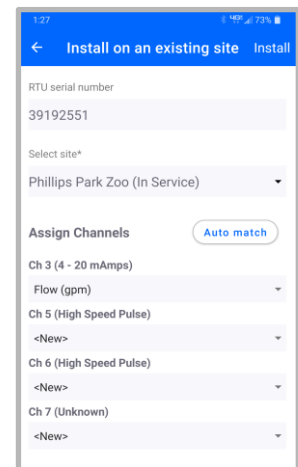 1:27 73%
← Install on an existing site Install
RTU serial number
39192551
Select site*
Phillips Park Zoo (In Service)
Assign Channels Auto match
Ch 3 (4 - 20 mAmps)
Flow (gpm)
Ch 5 (High Speed Pulse)
<New>
Ch 6 (High Speed Pulse)
<New>
Ch 7 (Unknown)
<New>